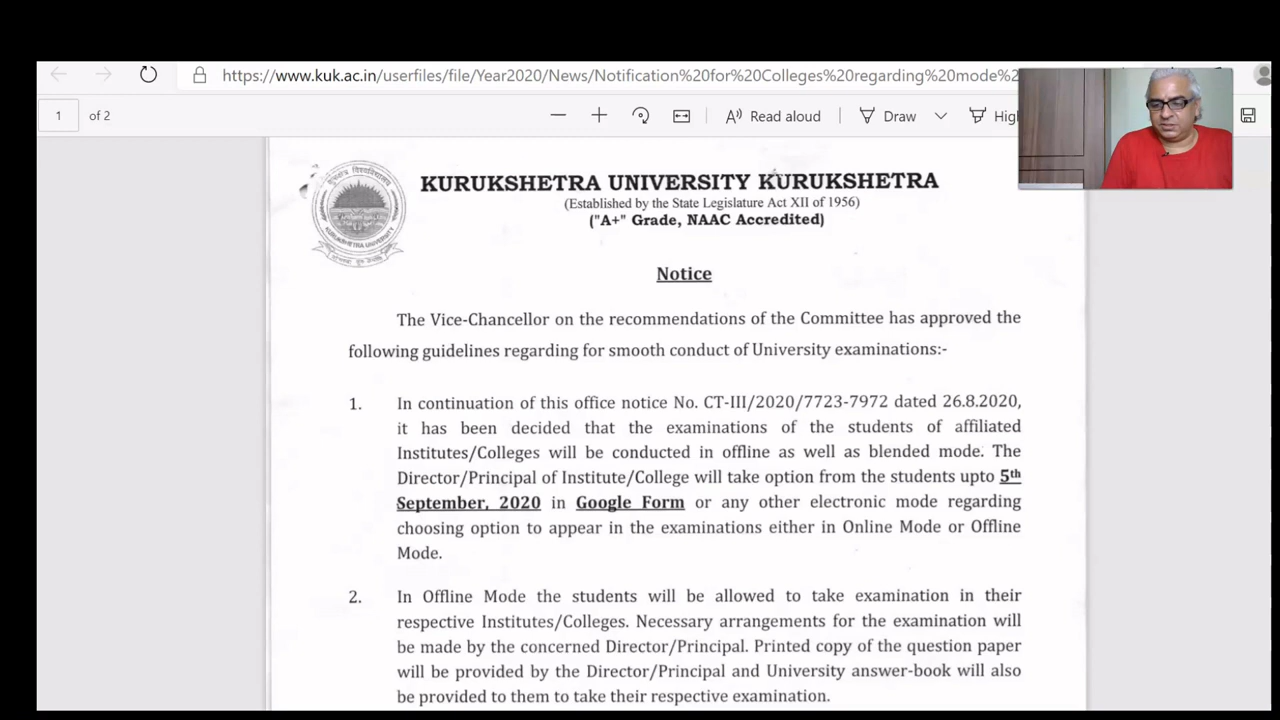 https://www.kuk.ac.in/userfiles/file/Year2020/News/Notification%20for%20Colleges%20regarding%20mode%2
1 of 2
Read aloud
Draw
High
KURUKSHETRA UNIVERSITY KURUKSHETRA
(Established by the State Legislature Act XII of 1956)
("A+" Grade, NAAC Accredited)
Notice
The Vice-Chancellor on the recommendations of the Committee has approved the
following guidelines regarding for smooth conduct of University examinations:-
1. In continuation of this office notice No. CT-III/2020/7723-7972 dated 26.8.2020,
it has been decided that the examinations of the students of affiliated
Institutes/Colleges will be conducted in offline as well as blended mode. The
Director/Principal of Institute/College will take option from the students upto 5th
September, 2020 in Google Form or any other electronic mode regarding
choosing option to appear in the examinations either in Online Mode or Offline
Mode.
2. In Offline Mode the students will be allowed to take examination in their
respective Institutes/Colleges. Necessary arrangements for the examination will
be made by the concerned Director/Principal. Printed copy of the question paper
will be provided by the Director/Principal and University answer-book will also
be provided to them to take their respective examination.